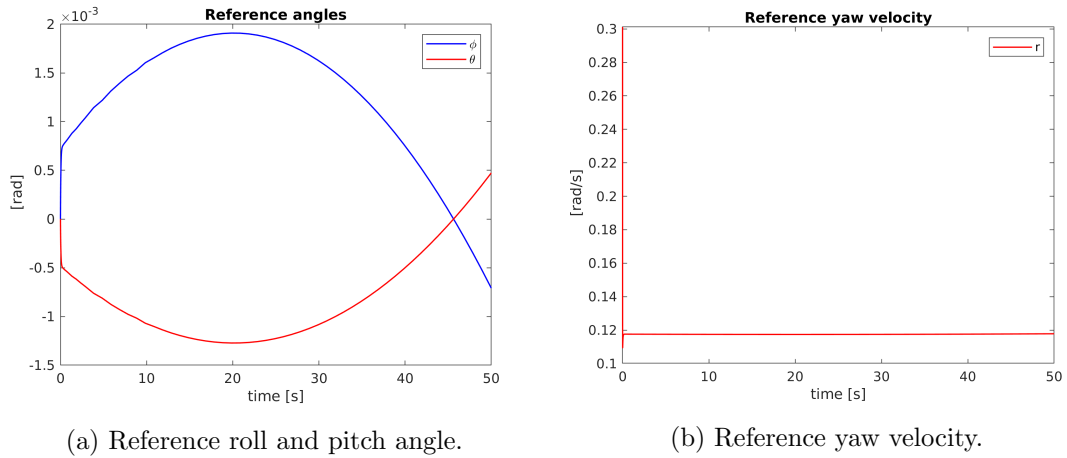 Reference angles
×10⁻³
2
1.5
1
0.5
0
-0.5
-1
-1.5
[rad]
0 10 20 30 40 50
time [s]
ϕ
θ
(a) Reference roll and pitch angle.
Reference yaw velocity
0.3
0.28
0.26
0.24
0.22
0.2
0.18
0.16
0.14
0.12
0.1
[rad/s]
0 10 20 30 40 50
time [s]
r
(b) Reference yaw velocity.